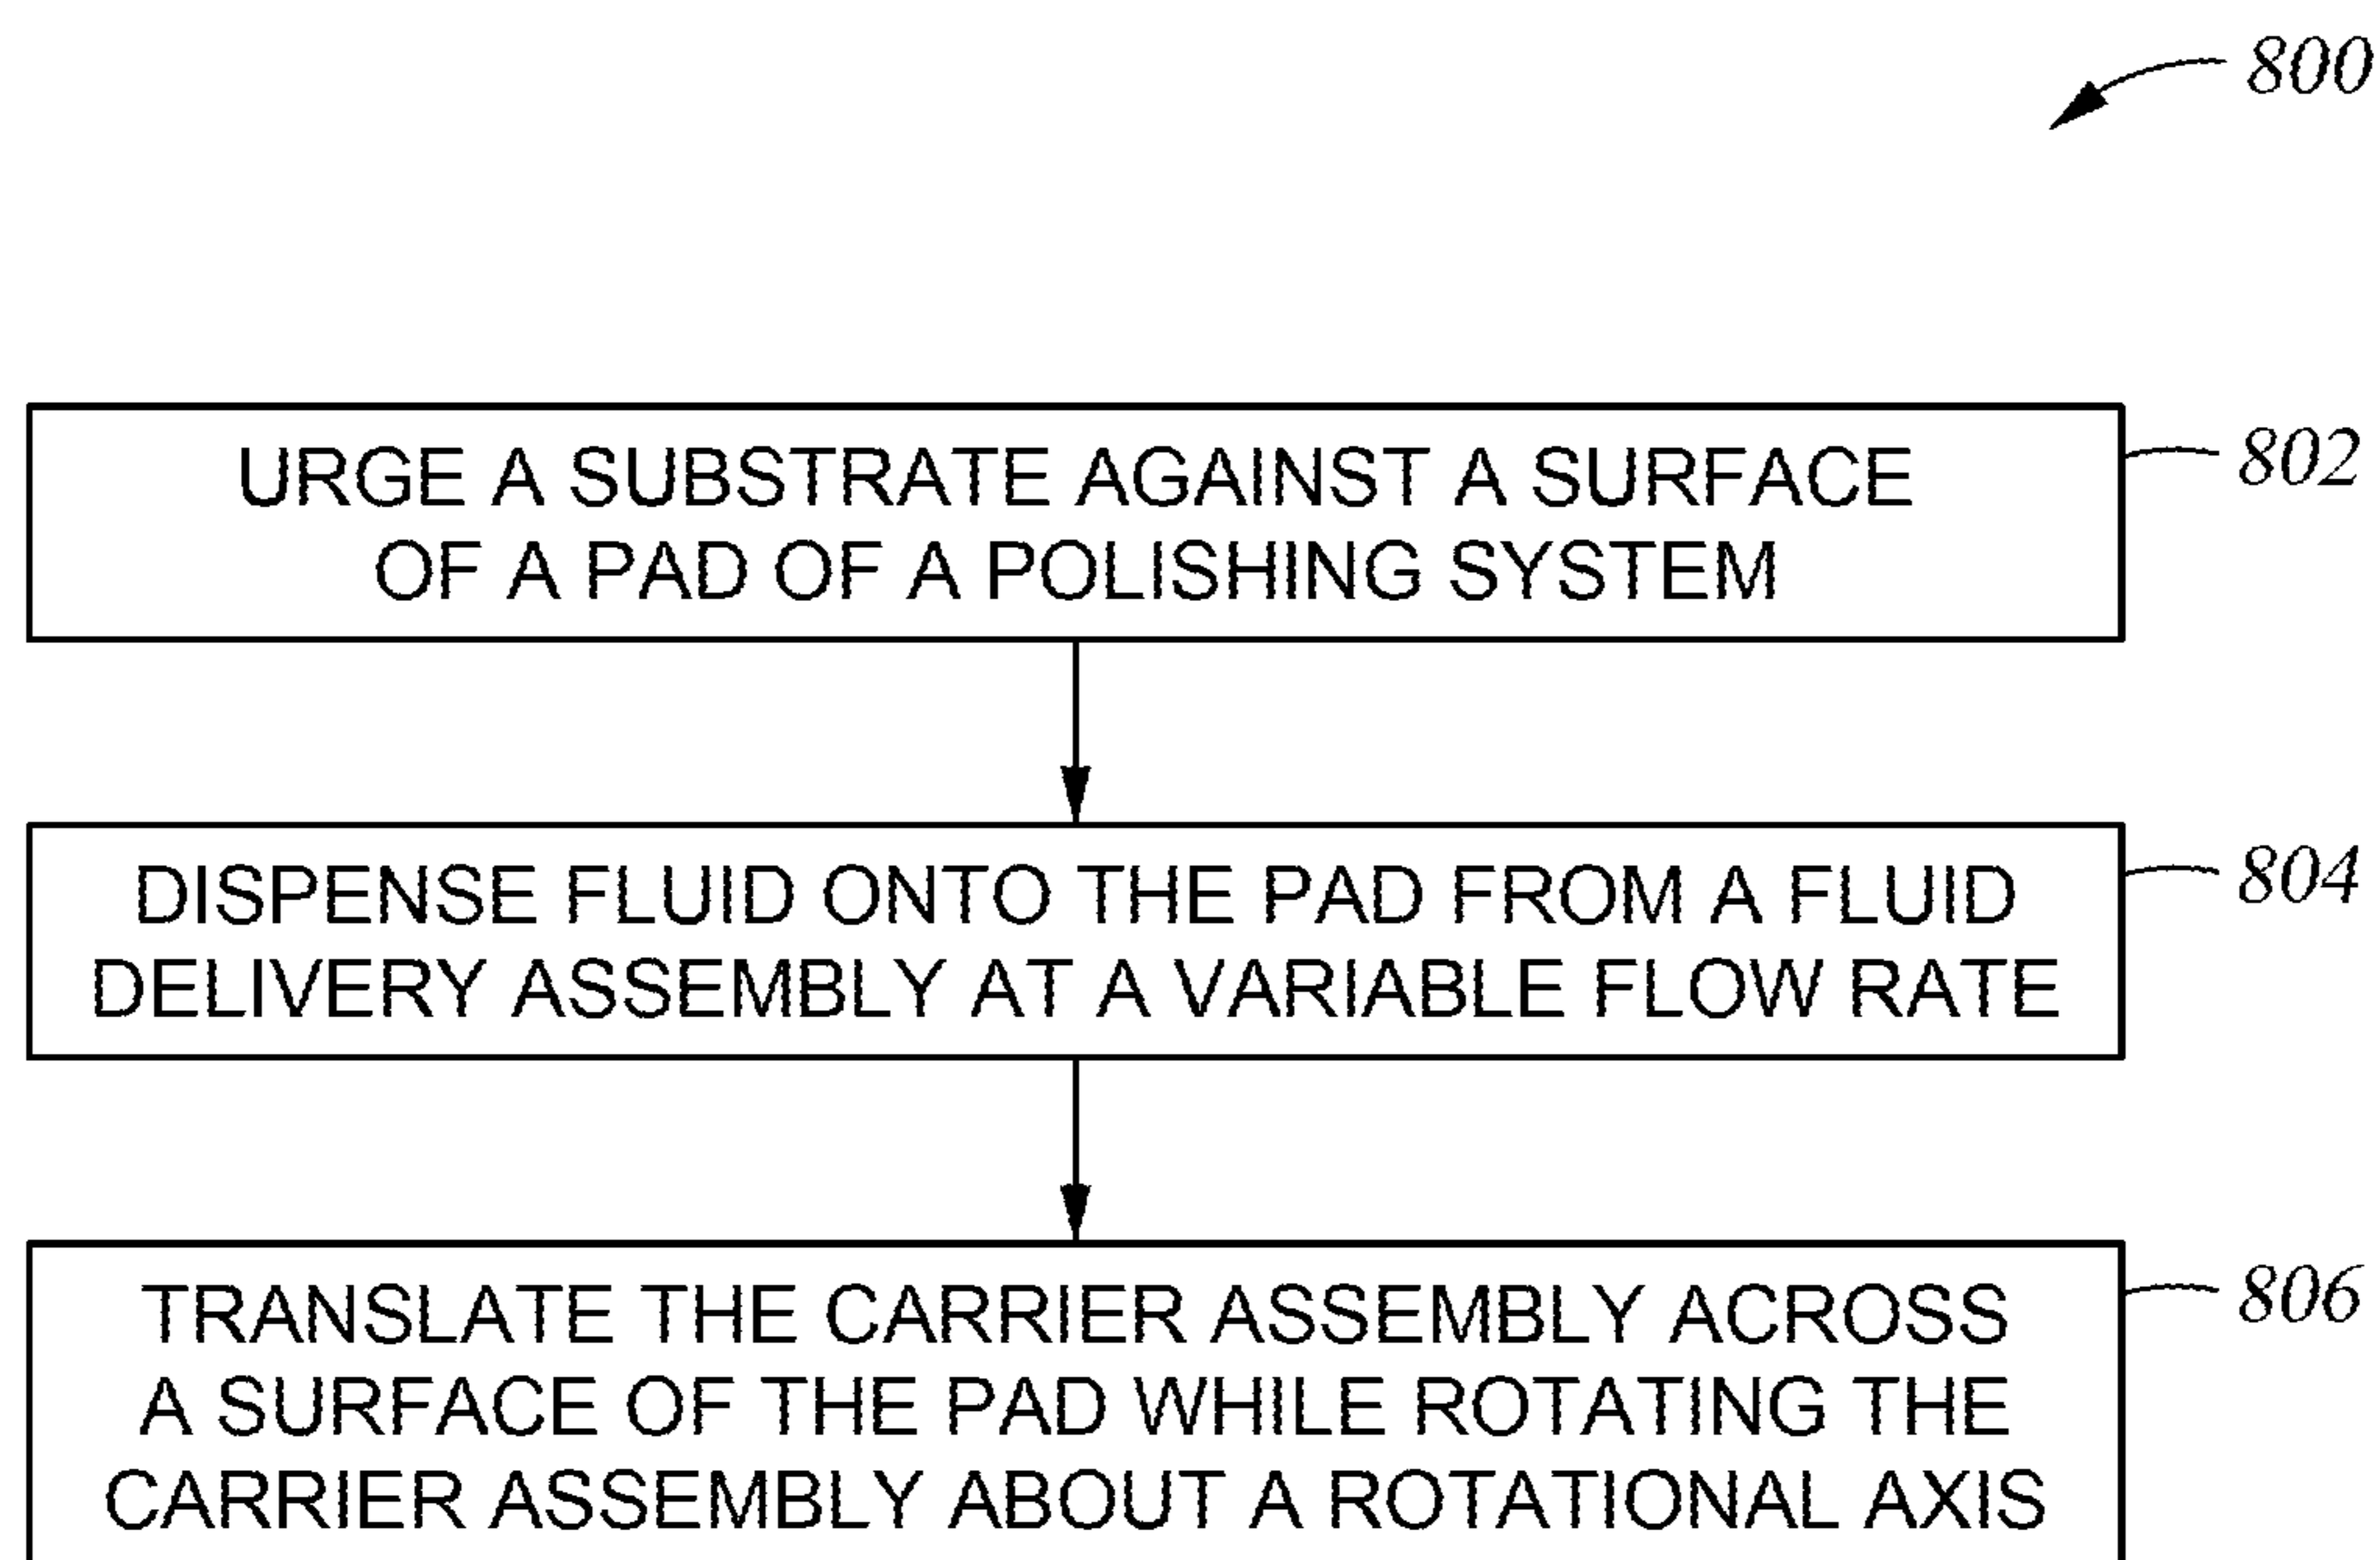 800
URGE A SUBSTRATE AGAINST A SURFACE
OF A PAD OF A POLISHING SYSTEM
802
DISPENSE FLUID ONTO THE PAD FROM A FLUID
DELIVERY ASSEMBLY AT A VARIABLE FLOW RATE
804
TRANSLATE THE CARRIER ASSEMBLY ACROSS
A SURFACE OF THE PAD WHILE ROTATING THE
CARRIER ASSEMBLY ABOUT A ROTATIONAL AXIS
806